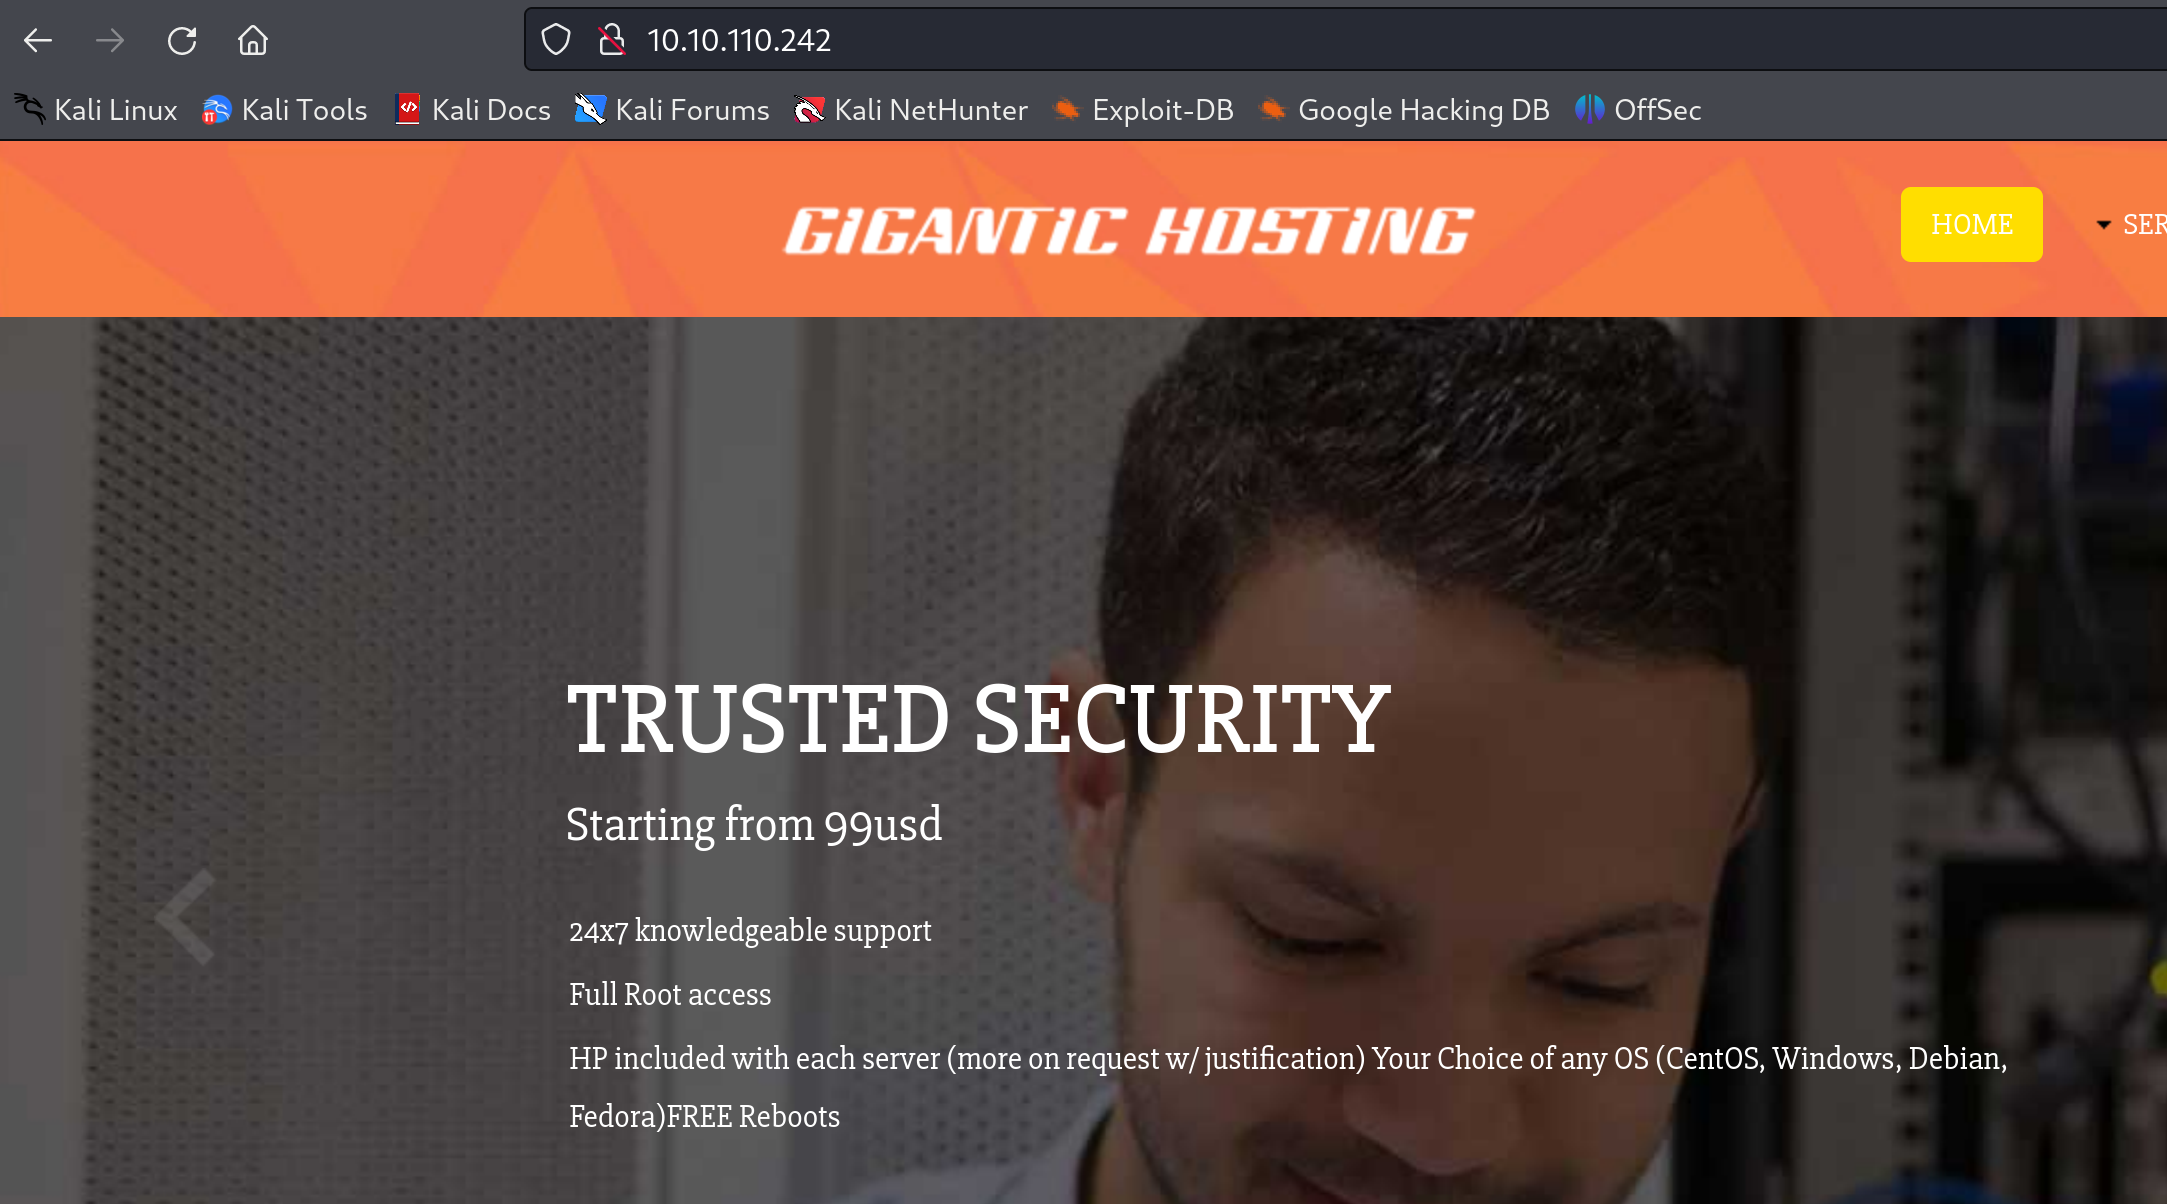 10.10.110.242
Kali Linux Kali Tools Kali Docs Kali Forums Kali NetHunter Exploit-DB Google Hacking DB OffSec
GiGANTiC HOSTiNG
HOME SER
TRUSTED SECURITY
Starting from 99usd
24x7 knowledgeable support
Full Root access
HP included with each server (more on request w/ justification) Your Choice of any OS (CentOS, Windows, Debian,
Fedora)FREE Reboots